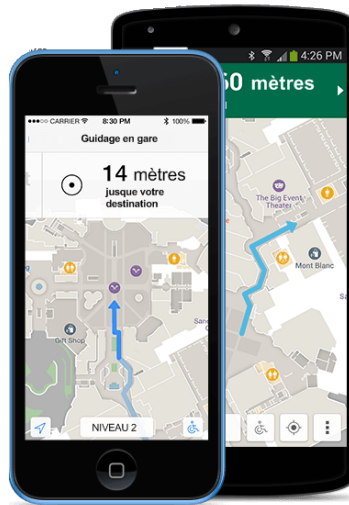 CARRIER 8:30 PM 100%
Guidage en gare
14 mètres
jusque votre
destination
Gift Shop
NIVEAU 2
4:26 PM
60 mètres
The Big Event
Theater
Mont Blanc